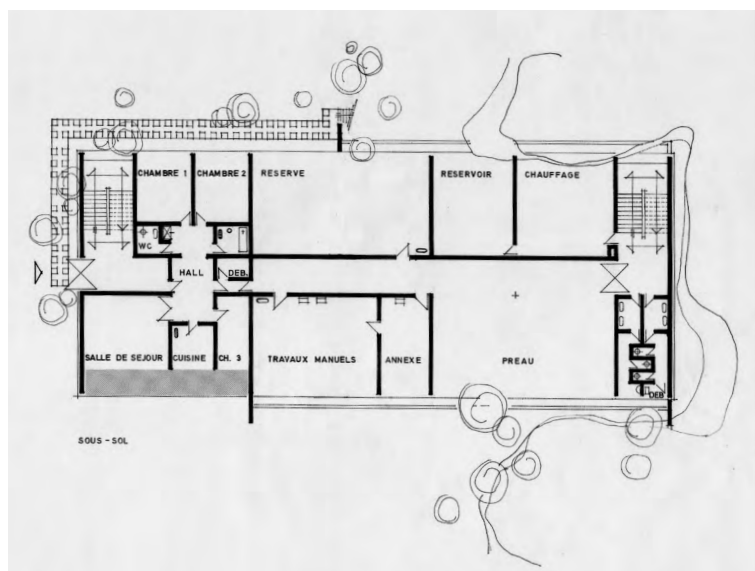 CHAMBRE 1
CHAMBRE 2
RESERVE
RESERVOIR
CHAUFFAGE
WC
HALL
DEB.
SALLE DE SEJOUR
CUISINE
CH. 3
TRAVAUX MANUELS
ANNEXE
PREAU
DEB.
SOUS - SOL